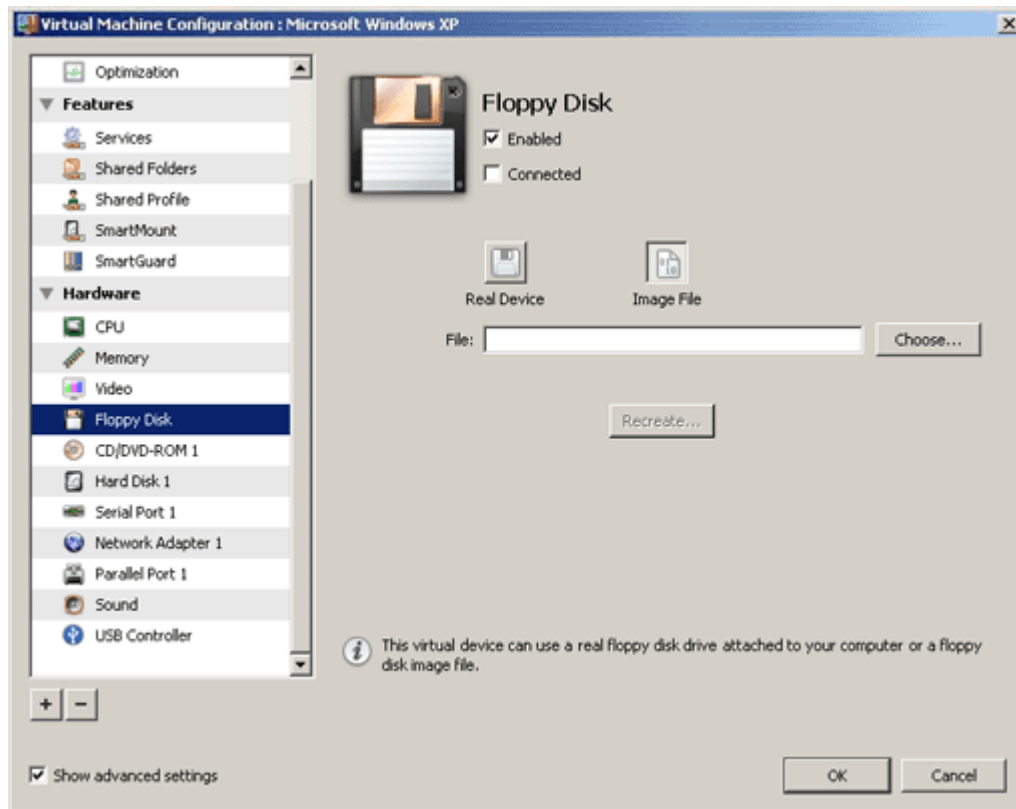 Virtual Machine Configuration : Microsoft Windows XP
Optimization
Features
Services
Shared Folders
Shared Profile
SmartMount
SmartGuard
Hardware
CPU
Memory
Video
Floppy Disk
CD/DVD-ROM 1
Hard Disk 1
Serial Port 1
Network Adapter 1
Parallel Port 1
Sound
USB Controller
Floppy Disk
Enabled
Connected
Real Device
Image File
File:
Choose...
Recreate...
This virtual device can use a real floppy disk drive attached to your computer or a floppy
disk image file.
Show advanced settings
OK
Cancel